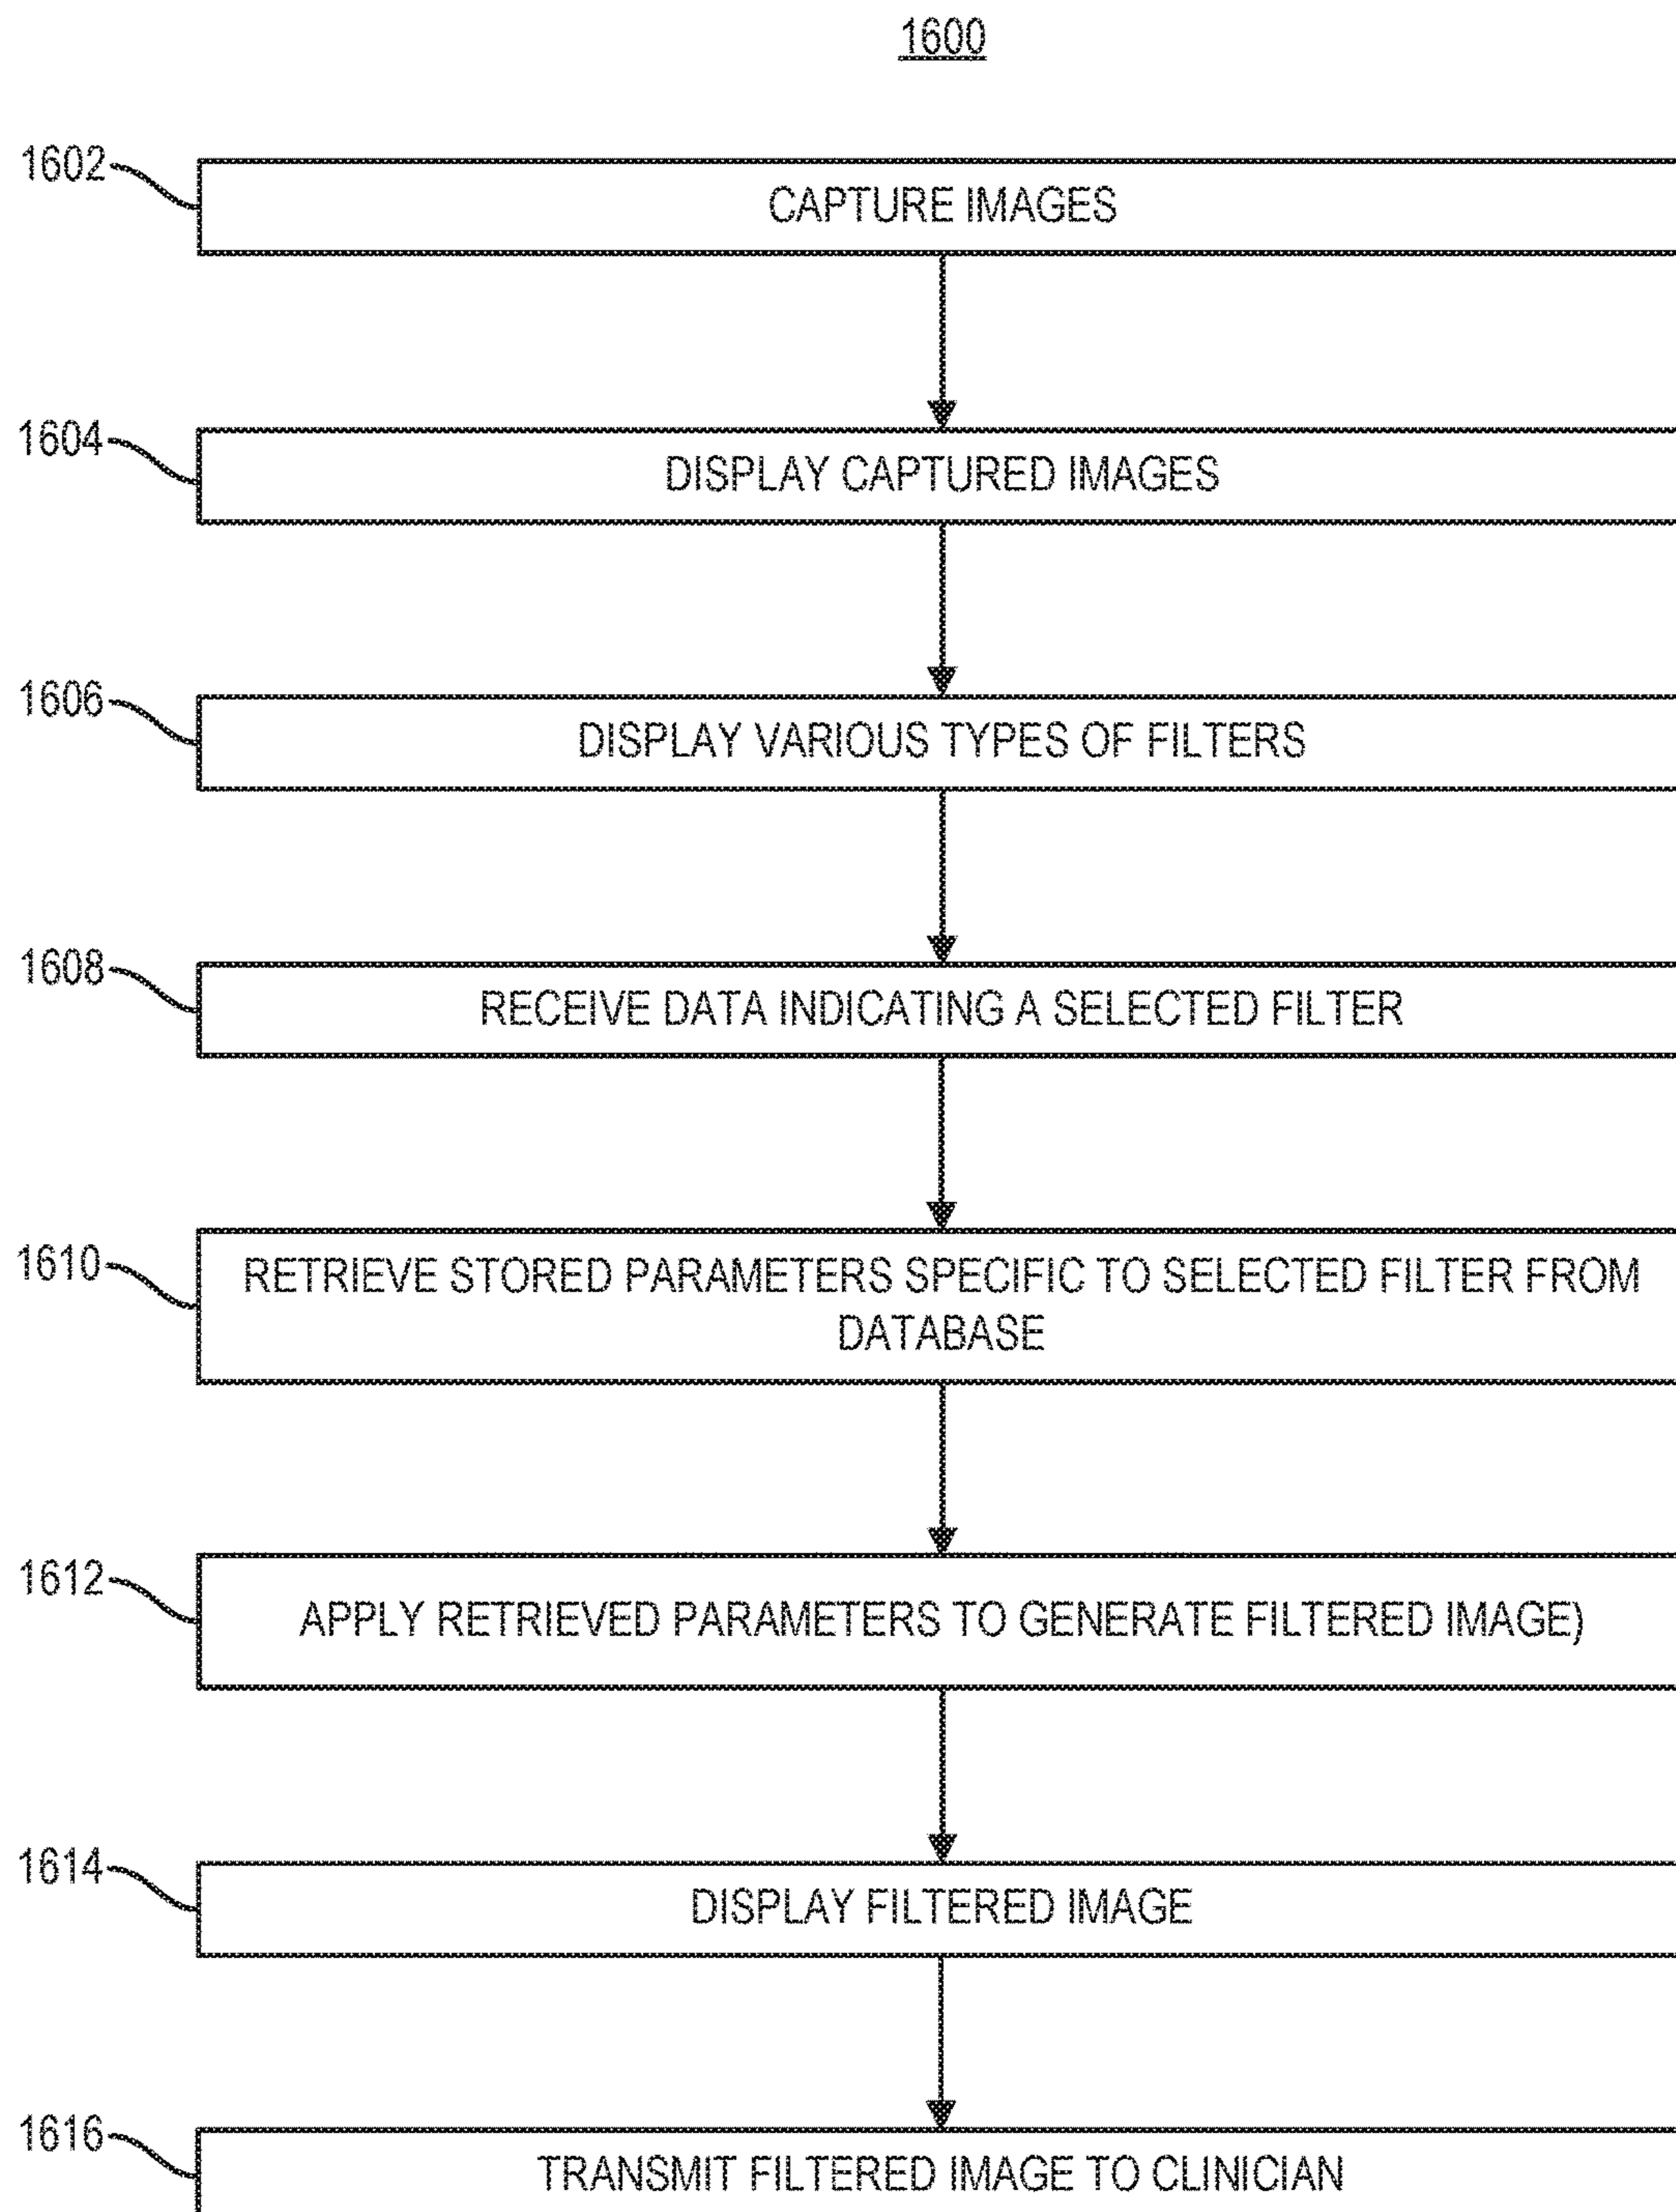 1600
1602
CAPTURE IMAGES
1604
DISPLAY CAPTURED IMAGES
1606
DISPLAY VARIOUS TYPES OF FILTERS
1608
RECEIVE DATA INDICATING A SELECTED FILTER
1610
RETRIEVE STORED PARAMETERS SPECIFIC TO SELECTED FILTER FROM
DATABASE
1612
APPLY RETRIEVED PARAMETERS TO GENERATE FILTERED IMAGE)
1614
DISPLAY FILTERED IMAGE
1616
TRANSMIT FILTERED IMAGE TO CLINICIAN